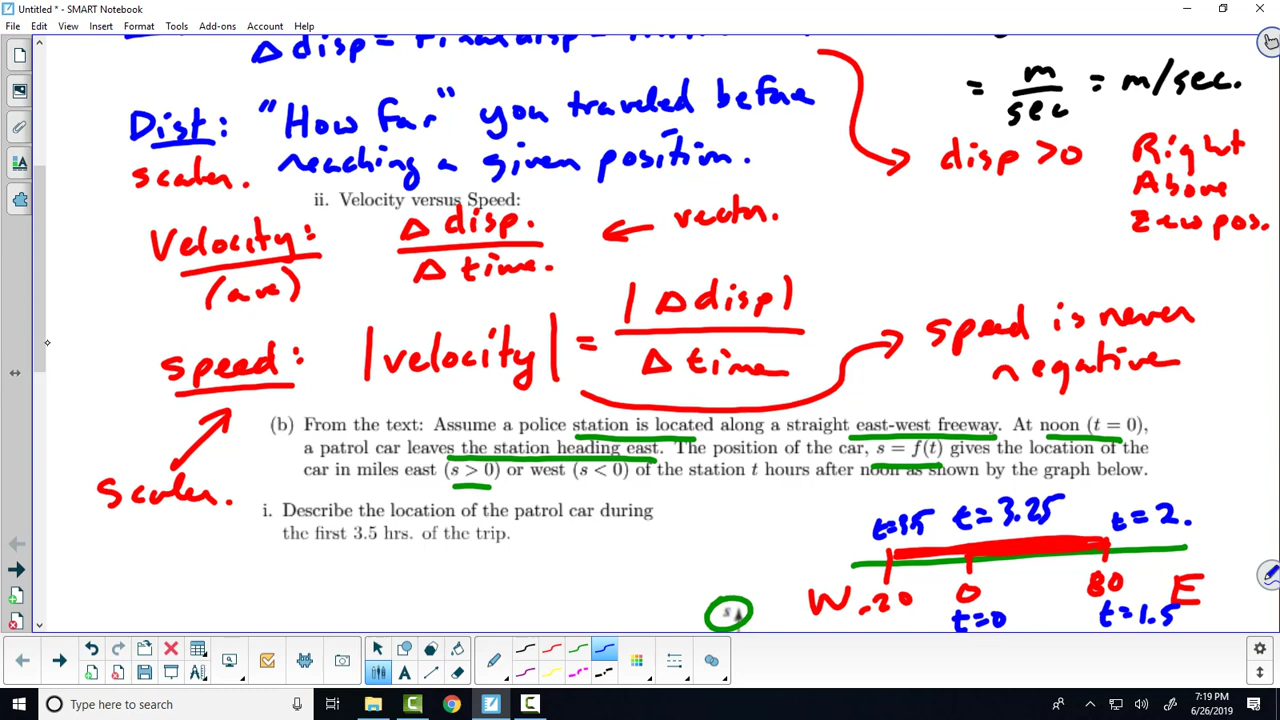 Untitled * - SMART Notebook
File Edit View Insert Format Tools Add-ons Account Help
Δ disp = final disp -
= m/sec = m/sec.
Dist: "How far" you traveled before
reaching a given position.
scaler.
disp >0 Right
Above
Zero pos.
ii. Velocity versus Speed:
Velocity: Δ disp. / Δ time. ← vector.
(ave)
speed: |velocity| = |Δ disp| / Δ time
speed is never
negative
scaler.
(b) From the text: Assume a police station is located along a straight east-west freeway. At noon (t = 0),
a patrol car leaves the station heading east. The position of the car, s = f(t) gives the location of the
car in miles east (s > 0) or west (s < 0) of the station t hours after noon as shown by the graph below.
i. Describe the location of the patrol car during
the first 3.5 hrs. of the trip.
t=3.5 t=3.25 t=2.
W -20 0 80 E
t=0 t=1.5
s
Type here to search
7:19 PM
6/26/2019